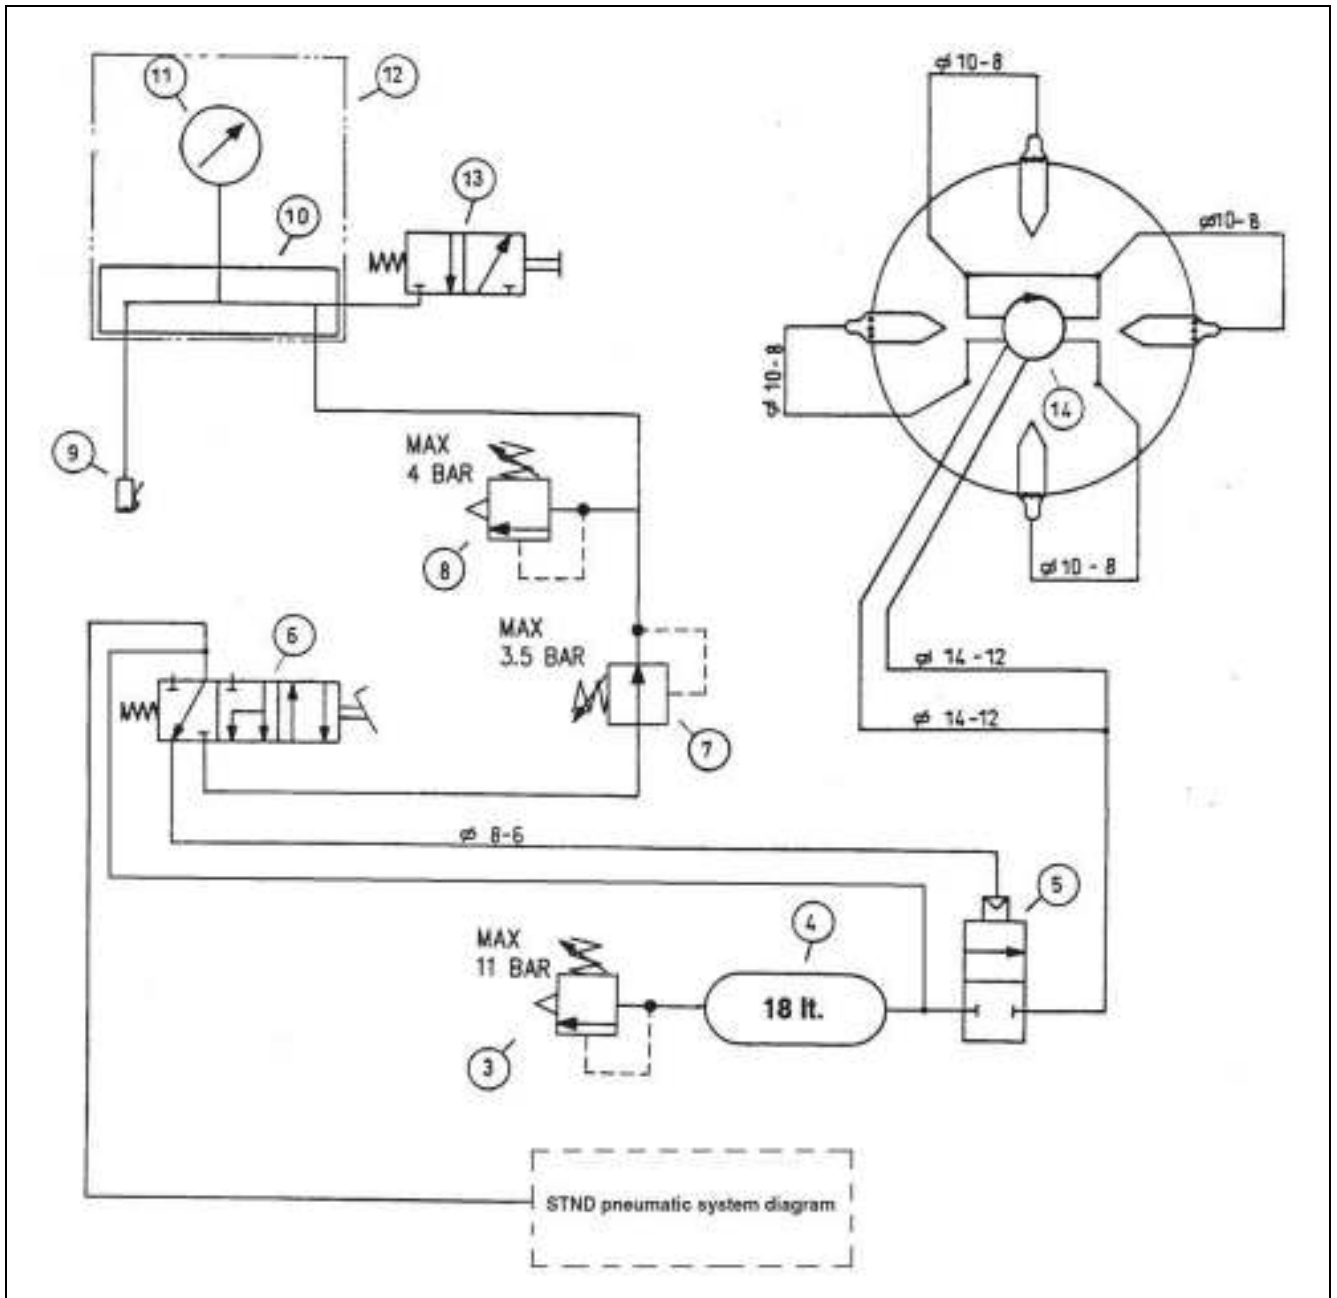 11
12
ø 10-8
13
10
ø10-8
ø 10-8
14
9
MAX
4 BAR
8
ø 10 - 8
6
MAX
3.5 BAR
7
ø 14-12
ø 14-12
ø 8-6
5
4
MAX
11 BAR
18 lt.
3
STND pneumatic system diagram